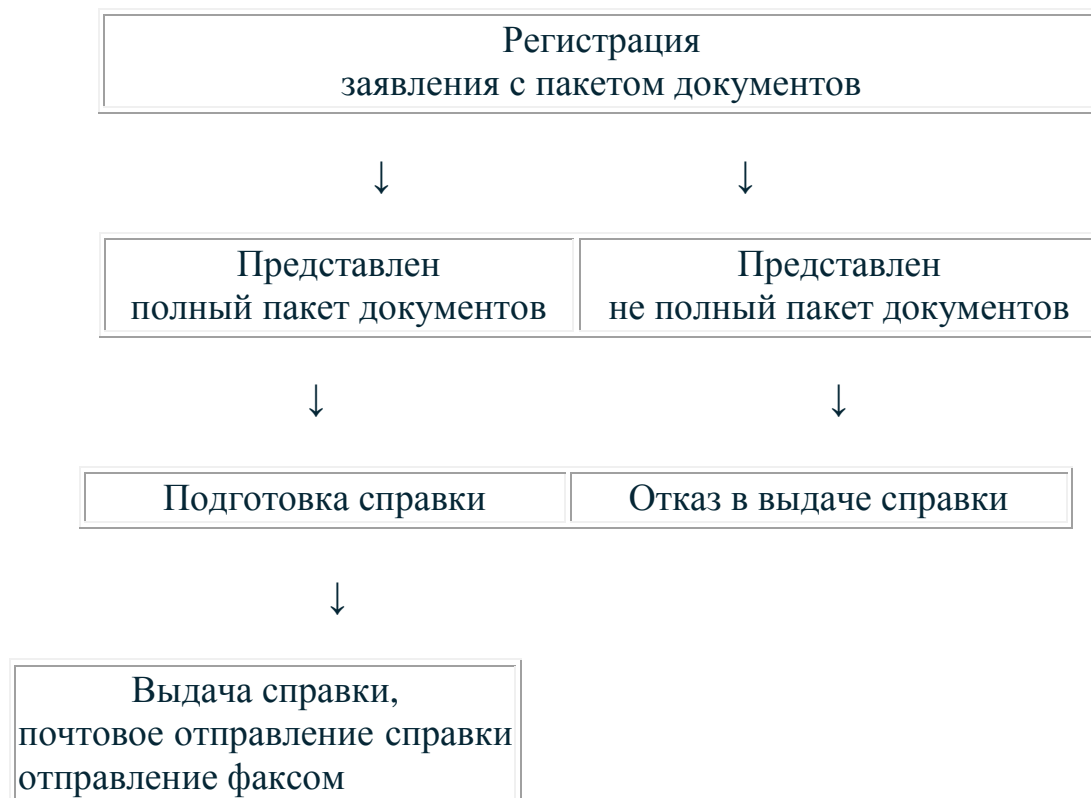 Регистрация
заявления с пакетом документов
↓ ↓
Представлен
полный пакет документов
Представлен
не полный пакет документов
↓ ↓
Подготовка справки
Отказ в выдаче справки
↓
Выдача справки,
почтовое отправление справки
отправление факсом